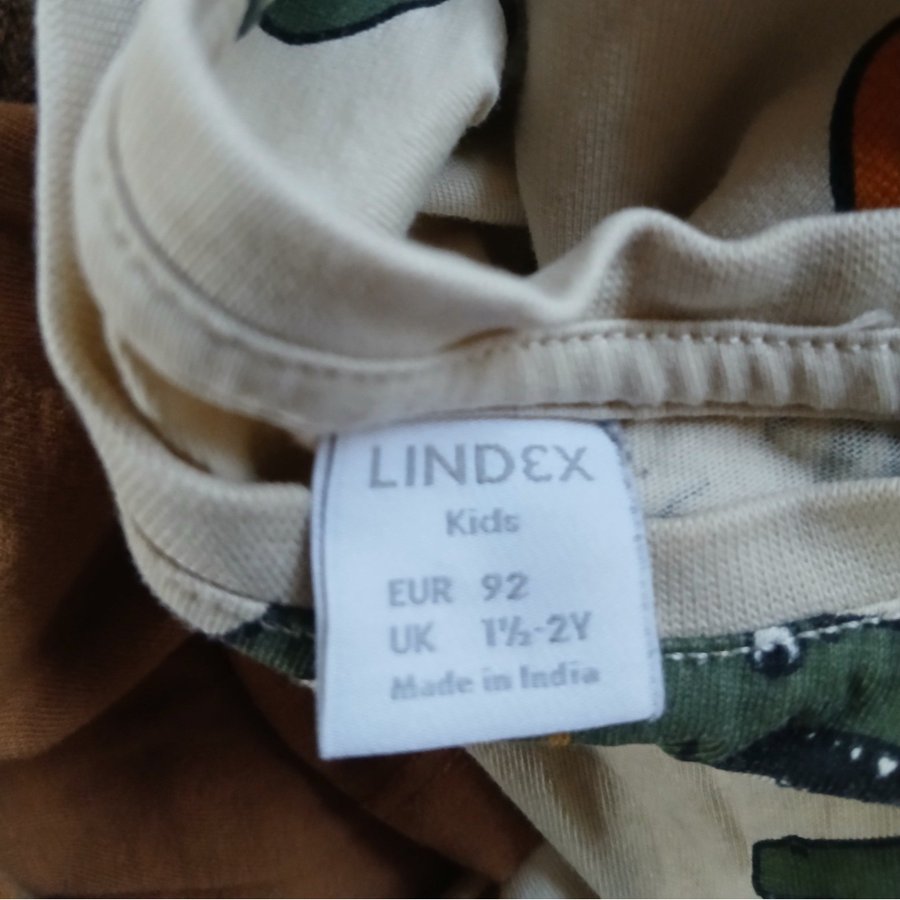 LINDEX
Kids
EUR 92
UK 1½-2Y
Made in India